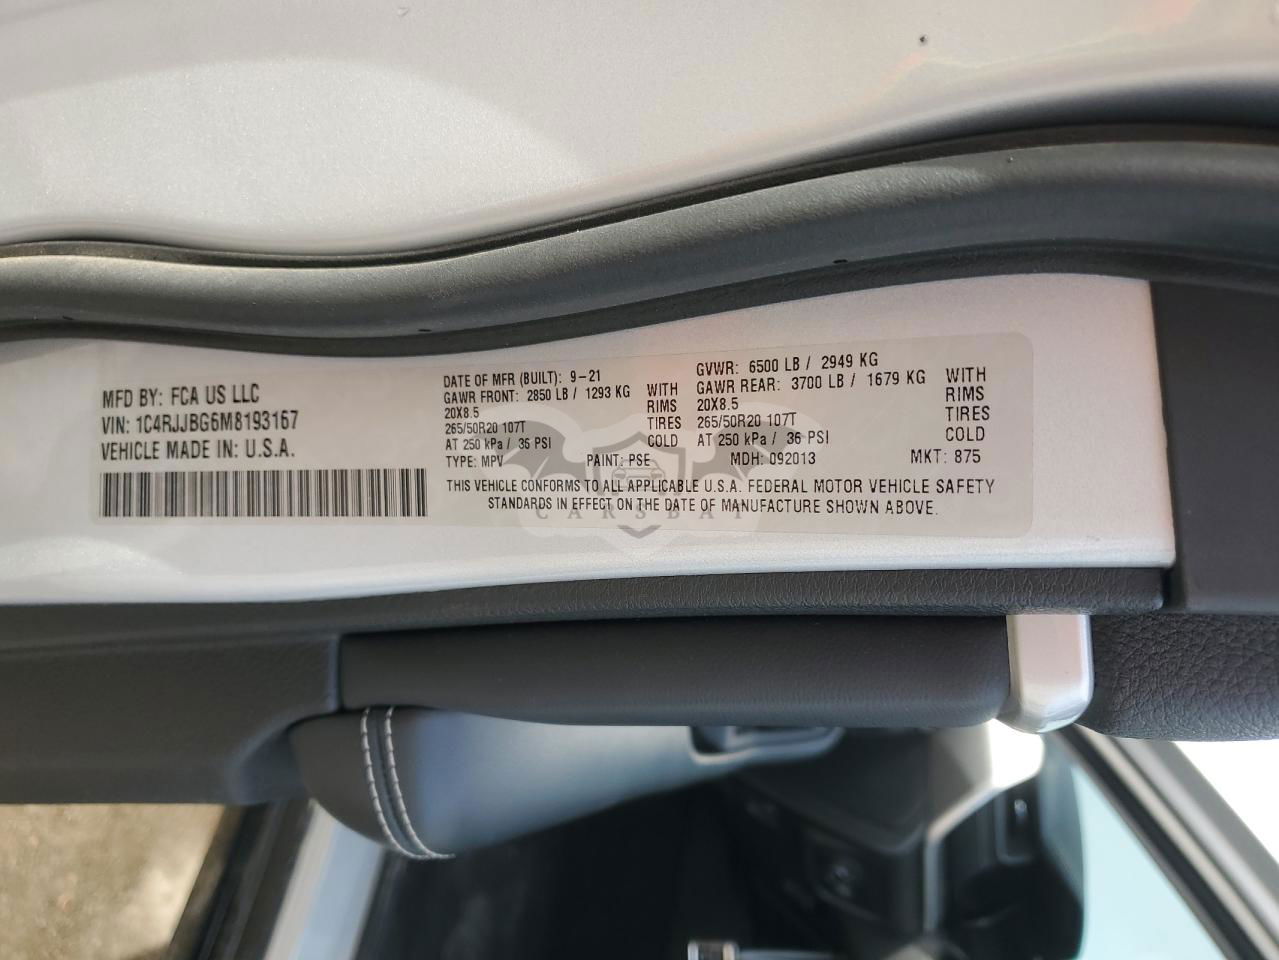 MFD BY: FCA US LLC
VIN: 1C4RJJBG6M8193167
VEHICLE MADE IN: U.S.A.
DATE OF MFR (BUILT): 9-21
GAWR FRONT: 2850 LB / 1293 KG WITH
20X8.5 RIMS
265/50R20 107T TIRES
AT 250 kPa / 36 PSI COLD
GVWR: 6500 LB / 2949 KG
GAWR REAR: 3700 LB / 1679 KG WITH
20X8.5 RIMS
265/50R20 107T TIRES
AT 250 kPa / 36 PSI COLD
TYPE: MPV PAINT: PSE MDH: 092013 MKT: 875
THIS VEHICLE CONFORMS TO ALL APPLICABLE U.S.A. FEDERAL MOTOR VEHICLE SAFETY
STANDARDS IN EFFECT ON THE DATE OF MANUFACTURE SHOWN ABOVE.
CARSBAT